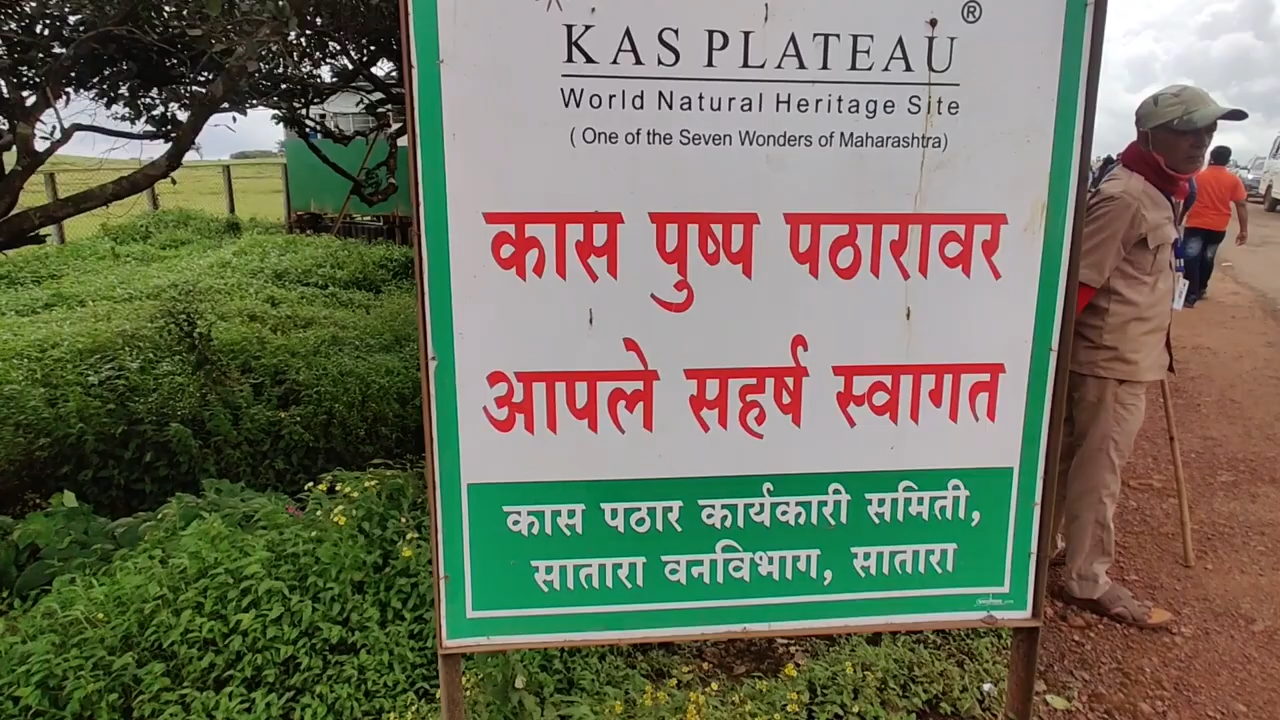 ®
KAS PLATEAU
World Natural Heritage Site
( One of the Seven Wonders of Maharashtra)
कास पुष्प पठारावर
आपले सहर्ष स्वागत
कास पठार कार्यकारी समिती,
सातारा वनविभाग, सातारा